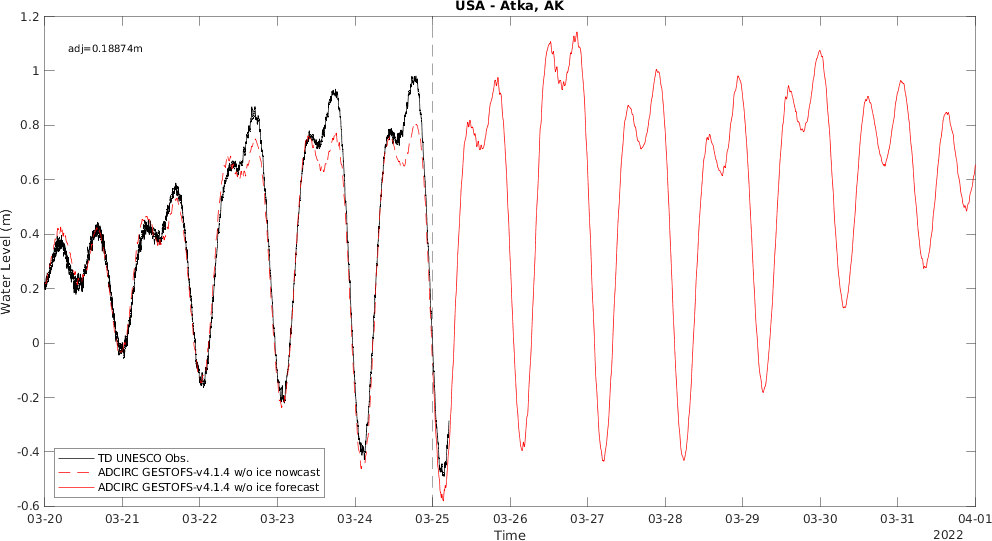 USA - Atka, AK
adj=0.18874m
Water Level (m)
1.2
1
0.8
0.6
0.4
0.2
0
-0.2
-0.4
-0.6
TD UNESCO Obs.
ADCIRC GESTOFS-v4.1.4 w/o ice nowcast
ADCIRC GESTOFS-v4.1.4 w/o ice forecast
03-20 03-21 03-22 03-23 03-24 03-25 03-26 03-27 03-28 03-29 03-30 03-31 04-01
Time
2022